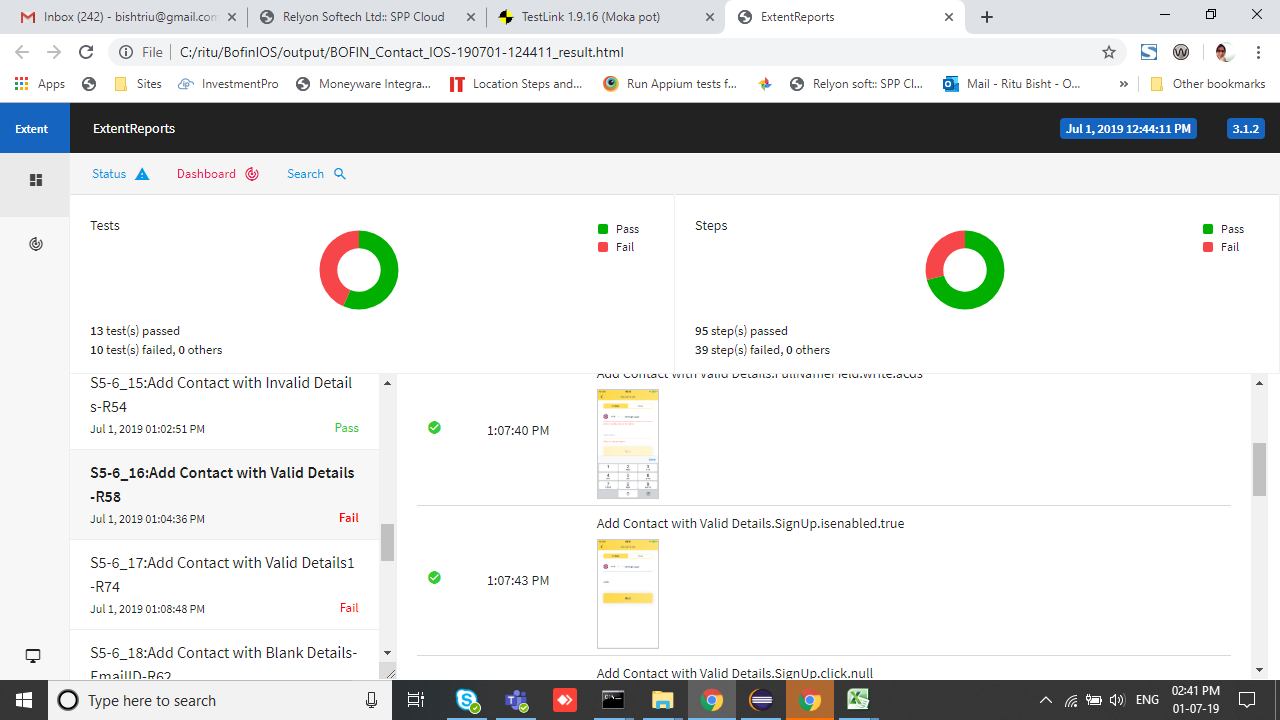 Inbox (242) - bishtriu@gmail.com
Relyon Softech Ltd:: SPP Cloud
TestLink 1.9.16 (Moka pot)
ExtentReports
File
C:/ritu/BofinIOS/output/BOFIN_Contact_IOS-190701-124411_result.html
Apps
Sites
InvestmentPro
Moneyware Integra...
Location Steps and...
Run Appium tests f...
Relyon soft:: SPP Cl...
Mail - Ritu Bisht - O...
»
Other bookmarks
Extent
ExtentReports
Jul 1, 2019 12:44:11 PM
3.1.2
Status
Dashboard
Search
Tests
Pass
Fail
13 test(s) passed
10 test(s) failed, 0 others
Steps
Pass
Fail
95 step(s) passed
39 step(s) failed, 0 others
S5-6_15:Add Contact with Invalid Detail
s-R54
Jul 1, 2019 01:02:51 PM
Pass
S5-6_16:Add Contact with Valid Details
-R58
Jul 1, 2019 01:04:36 PM
Fail
S5-6_17:Add Contact with Valid Details1
-R74
Jul 1, 2019 01:08:48 PM
Fail
S5-6_18:Add Contact with Blank Details-
EmailID-R62
Add Contact with Valid Details.FullNameField.write.acds
1:07:40 PM
Add Contact with Valid Details.SignUp.isenabled.true
1:07:43 PM
Add Contact with Valid Details.SignUp.click.null
Type here to search
ENG
02:41 PM
01-07-19